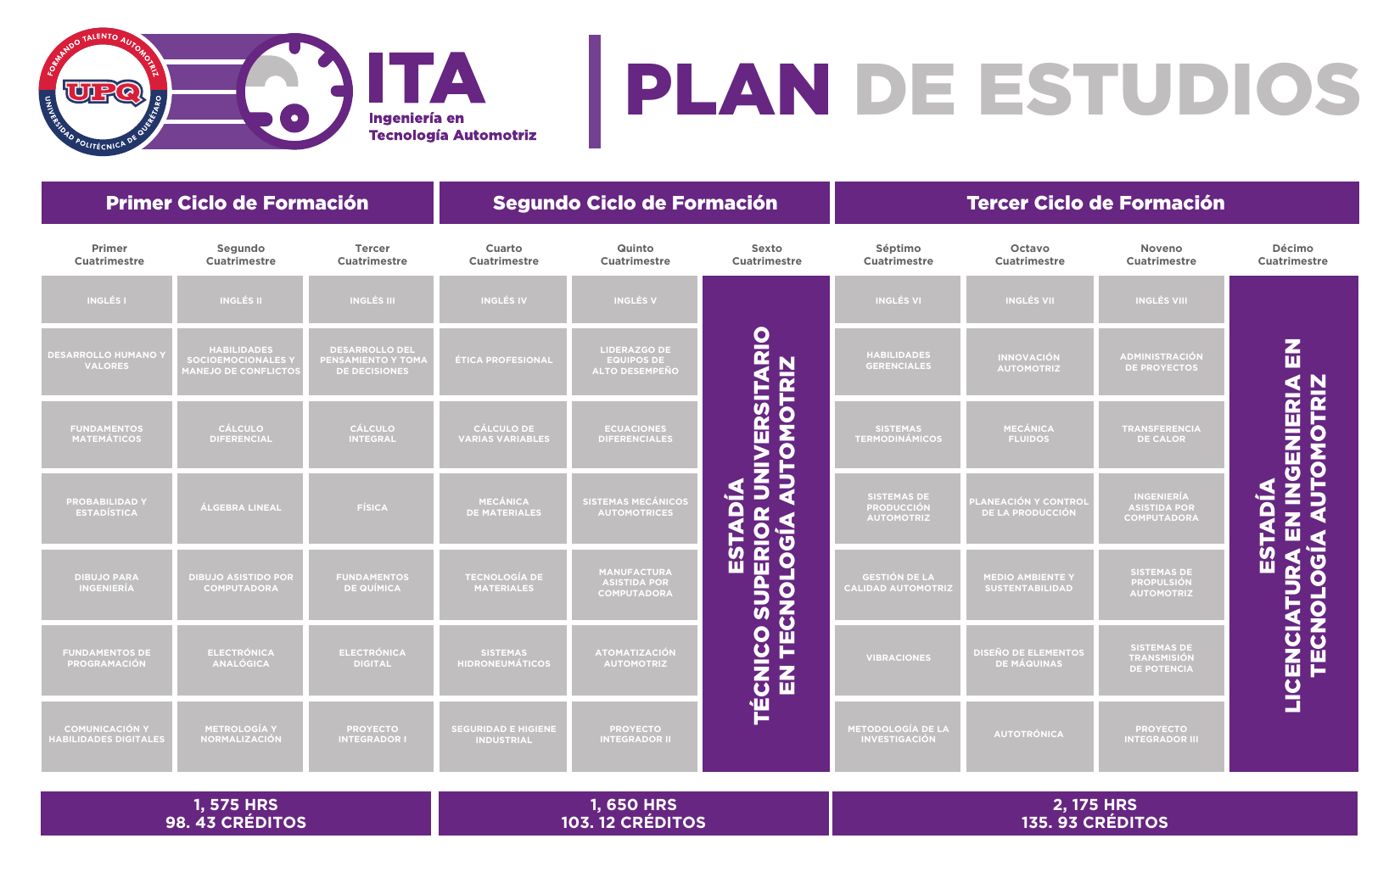 FORMANDO TALENTO AUTOMOTRIZ
UPQ
UNIVERSIDAD POLITÉCNICA DE QUERÉTARO
ITA
Ingeniería en
Tecnología Automotriz
PLAN DE ESTUDIOS
Primer Ciclo de Formación
Segundo Ciclo de Formación
Tercer Ciclo de Formación
Primer
Cuatrimestre
Segundo
Cuatrimestre
Tercer
Cuatrimestre
Cuarto
Cuatrimestre
Quinto
Cuatrimestre
Sexto
Cuatrimestre
Séptimo
Cuatrimestre
Octavo
Cuatrimestre
Noveno
Cuatrimestre
Décimo
Cuatrimestre
INGLÉS I
INGLÉS II
INGLÉS III
INGLÉS IV
INGLÉS V
INGLÉS VI
INGLÉS VII
INGLÉS VIII
DESARROLLO HUMANO Y
VALORES
HABILIDADES
SOCIOEMOCIONALES Y
MANEJO DE CONFLICTOS
DESARROLLO DEL
PENSAMIENTO Y TOMA
DE DECISIONES
ÉTICA PROFESIONAL
LIDERAZGO DE
EQUIPOS DE
ALTO DESEMPEÑO
HABILIDADES
GERENCIALES
INNOVACIÓN
AUTOMOTRIZ
ADMINISTRACIÓN
DE PROYECTOS
FUNDAMENTOS
MATEMÁTICOS
CÁLCULO
DIFERENCIAL
CÁLCULO
INTEGRAL
CÁLCULO DE
VARIAS VARIABLES
ECUACIONES
DIFERENCIALES
SISTEMAS
TERMODINÁMICOS
MECÁNICA
FLUIDOS
TRANSFERENCIA
DE CALOR
PROBABILIDAD Y
ESTADÍSTICA
ÁLGEBRA LINEAL
FÍSICA
MECÁNICA
DE MATERIALES
SISTEMAS MECÁNICOS
AUTOMOTRICES
SISTEMAS DE
PRODUCCIÓN
AUTOMOTRIZ
PLANEACIÓN Y CONTROL
DE LA PRODUCCIÓN
INGENIERÍA
ASISTIDA POR
COMPUTADORA
DIBUJO PARA
INGENIERÍA
DIBUJO ASISTIDO POR
COMPUTADORA
FUNDAMENTOS
DE QUÍMICA
TECNOLOGÍA DE
MATERIALES
MANUFACTURA
ASISTIDA POR
COMPUTADORA
GESTIÓN DE LA
CALIDAD AUTOMOTRIZ
MEDIO AMBIENTE Y
SUSTENTABILIDAD
SISTEMAS DE
PROPULSIÓN
AUTOMOTRIZ
FUNDAMENTOS DE
PROGRAMACIÓN
ELECTRÓNICA
ANALÓGICA
ELECTRÓNICA
DIGITAL
SISTEMAS
HIDRONEUMÁTICOS
ATOMATIZACIÓN
AUTOMOTRIZ
VIBRACIONES
DISEÑO DE ELEMENTOS
DE MÁQUINAS
SISTEMAS DE
TRANSMISIÓN
DE POTENCIA
COMUNICACIÓN Y
HABILIDADES DIGITALES
METROLOGÍA Y
NORMALIZACIÓN
PROYECTO
INTEGRADOR I
SEGURIDAD E HIGIENE
INDUSTRIAL
PROYECTO
INTEGRADOR II
METODOLOGÍA DE LA
INVESTIGACIÓN
AUTOTRÓNICA
PROYECTO
INTEGRADOR III
ESTADÍA
TÉCNICO SUPERIOR UNIVERSITARIO
EN TECNOLOGÍA AUTOMOTRIZ
ESTADÍA
LICENCIATURA EN INGENIERIA EN
TECNOLOGÍA AUTOMOTRIZ
1, 575 HRS
98. 43 CRÉDITOS
1, 650 HRS
103. 12 CRÉDITOS
2, 175 HRS
135. 93 CRÉDITOS